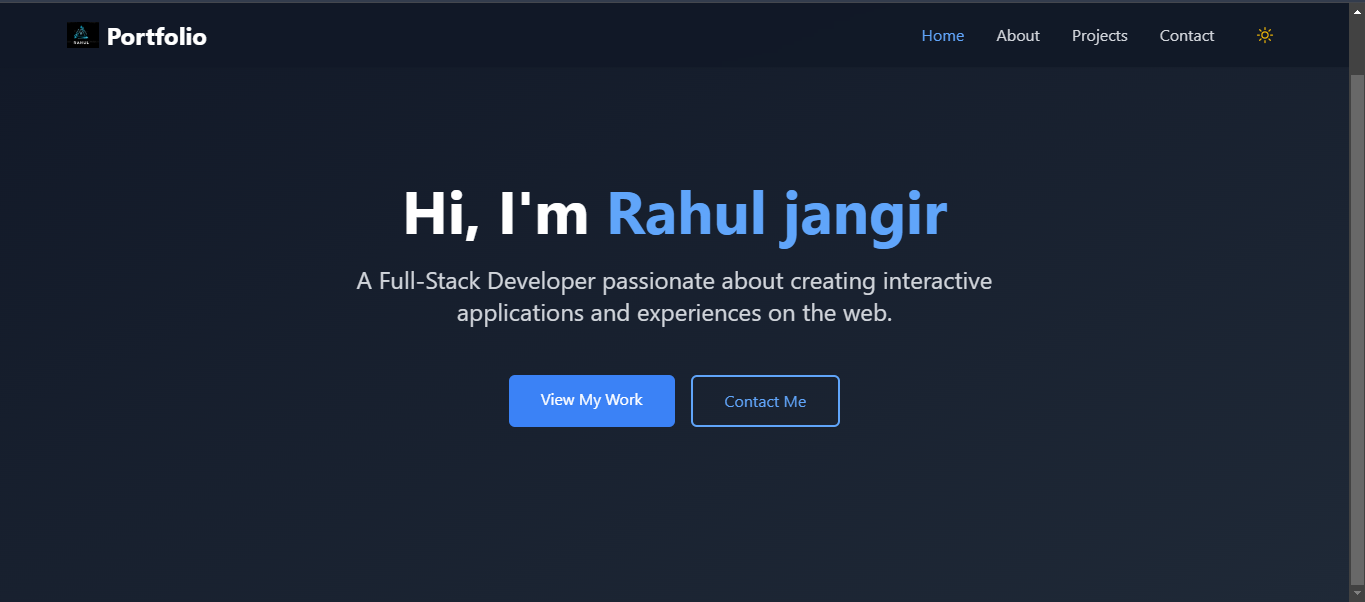 RAHUL
Portfolio
Home
About
Projects
Contact
Hi, I'm Rahul jangir
A Full-Stack Developer passionate about creating interactive
applications and experiences on the web.
View My Work
Contact Me